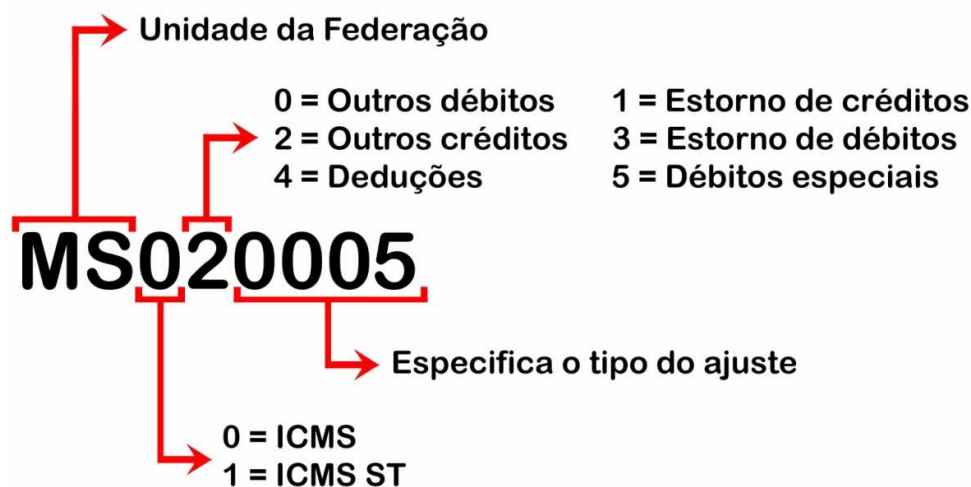 Unidade da Federação
0 = Outros débitos 1 = Estorno de créditos
2 = Outros créditos 3 = Estorno de débitos
4 = Deduções 5 = Débitos especiais
MS020005
Especifica o tipo do ajuste
0 = ICMS
1 = ICMS ST